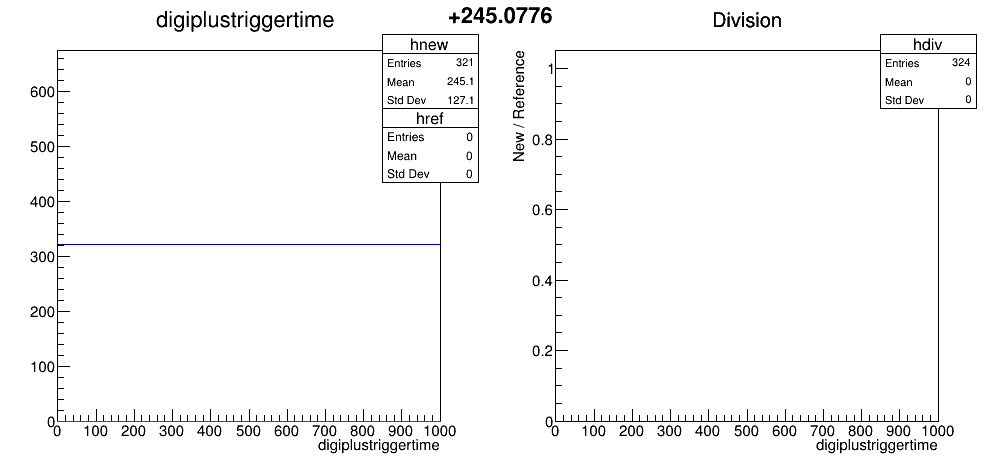 digiplustriggertime
+245.0776
Division
hnew
Entries 321
Mean 245.1
Std Dev 127.1
href
Entries 0
Mean 0
Std Dev 0
600
500
400
300
200
100
0
0 100 200 300 400 500 600 700 800 900 1000
digiplustriggertime
hdiv
Entries 324
Mean 0
Std Dev 0
New / Reference
1
0.8
0.6
0.4
0.2
0
0 100 200 300 400 500 600 700 800 900 1000
digiplustriggertime